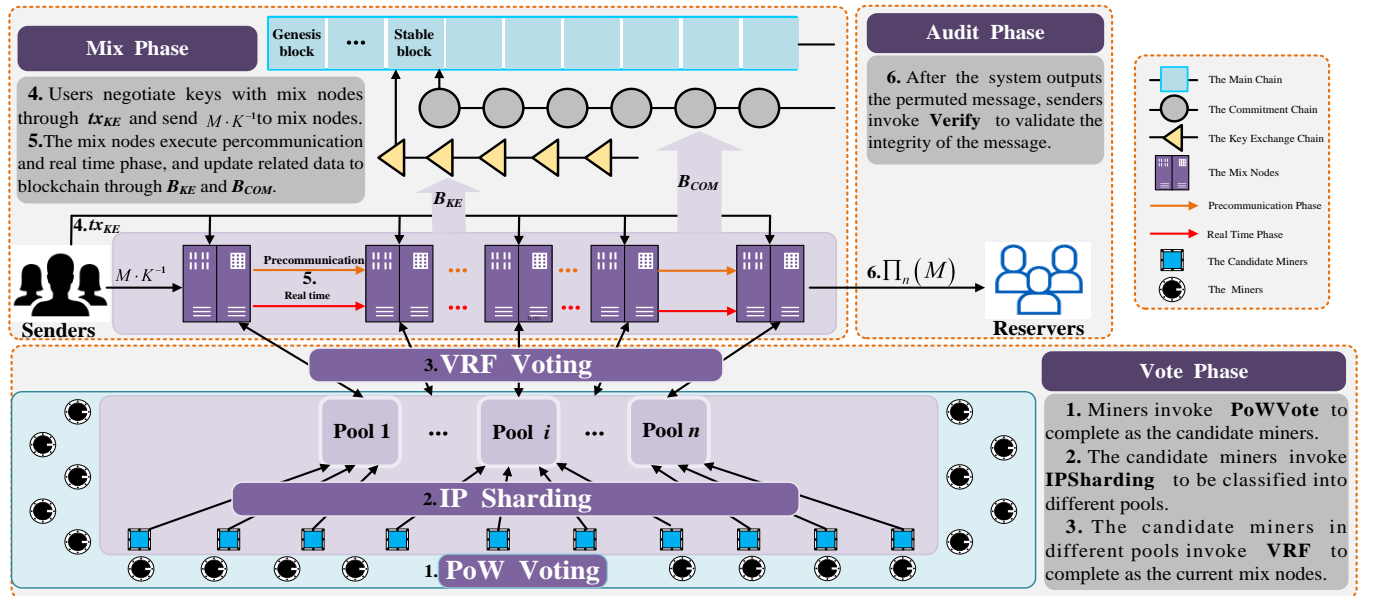 Mix Phase
Genesis block
...
Stable block
4. Users negotiate keys with mix nodes
through tx_KE and send M · K⁻¹ to mix nodes.
5.The mix nodes execute percommunication
and real time phase, and update related data to
blockchain through B_KE and B_COM.
B_KE
B_COM
4.tx_KE
M · K⁻¹
Precommunication
5.
Real time
...
...
...
...
Senders
Audit Phase
6. After the system outputs
the permuted message, senders
invoke Verify to validate the
integrity of the message.
6.∏_n(M)
Reservers
The Main Chain
The Commitment Chain
The Key Exchange Chain
The Mix Nodes
Precommunication Phase
Real Time Phase
The Candidate Miners
The Miners
3.VRF Voting
Pool 1
...
Pool i
...
Pool n
2.IP Sharding
1.PoW Voting
Vote Phase
1. Miners invoke PoWVote to
complete as the candidate miners.
2. The candidate miners invoke
IPSharding to be classified into
different pools.
3. The candidate miners in
different pools invoke VRF to
complete as the current mix nodes.